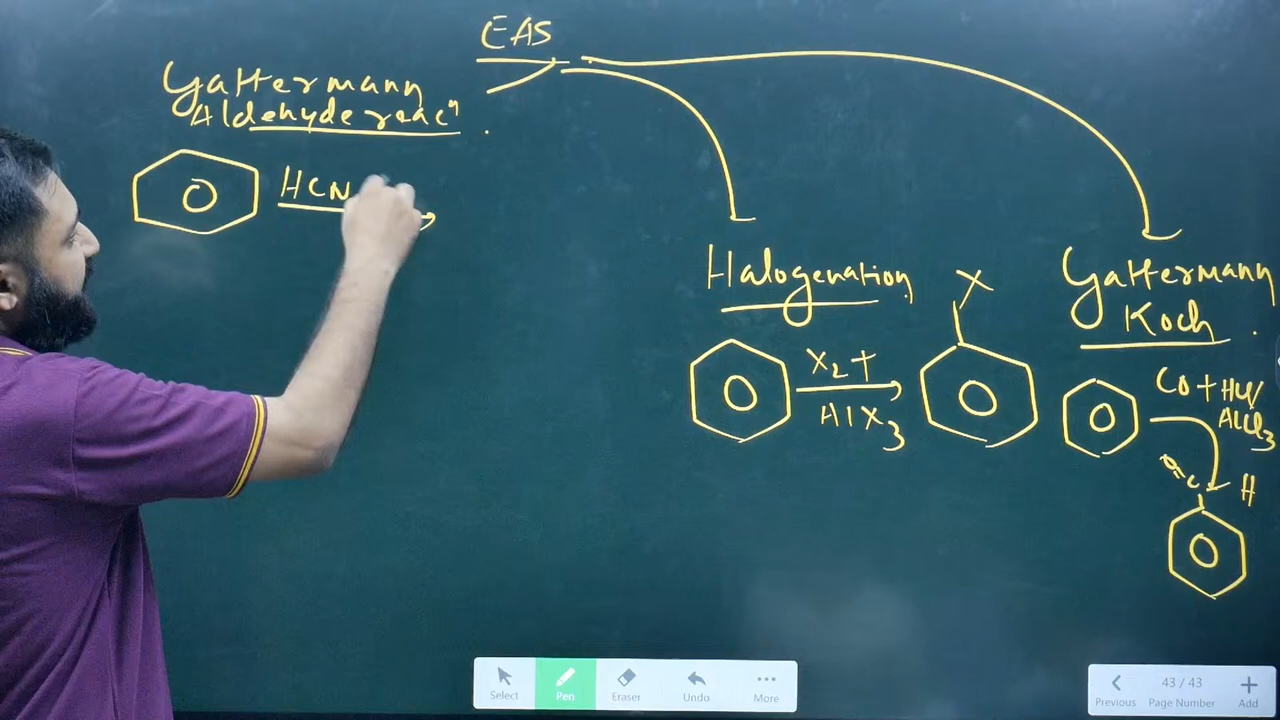 EAS
Gattermann
Aldehyde reacⁿ
HCN
Halogenation
X
X₂ +
AlX₃
Gattermann
Koch
CO + HCl/
AlCl₃
O=C
H
Select
Pen
Eraser
Undo
More
Previous
43 / 43
Page Number
Add